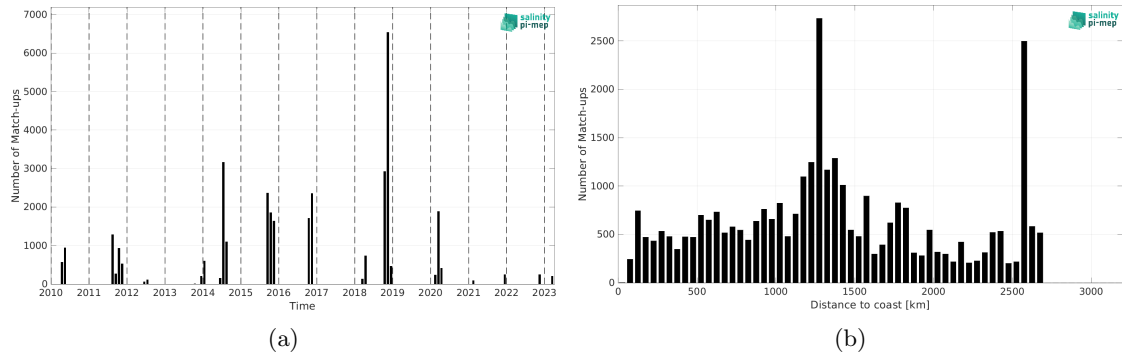 7000
6000
5000
4000
3000
2000
1000
0
Number of Match-ups
2010 2011 2012 2013 2014 2015 2016 2017 2018 2019 2020 2021 2022 2023
Time
salinity
pi-mep
(a)
2500
2000
1500
1000
500
0
Number of Match-ups
0 500 1000 1500 2000 2500 3000
Distance to coast [km]
salinity
pi-mep
(b)